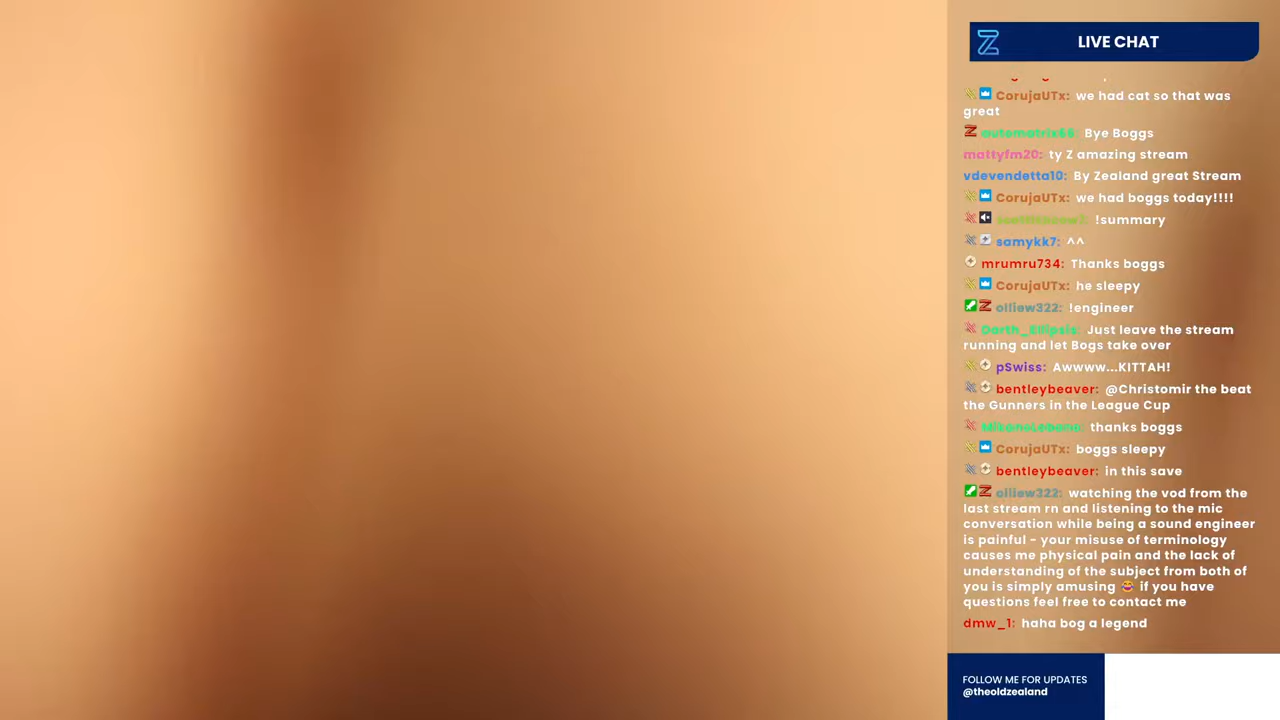 LIVE CHAT
CorujaUTx: we had cat so that was
great
automatrix66: Bye Boggs
mattyfm20: ty Z amazing stream
vdevendetta10: By Zealand great Stream
CorujaUTx: we had boggs today!!!!
!summary
samykk7: ^^
mrumru734: Thanks boggs
CorujaUTx: he sleepy
olliew322: !engineer
Darth_Ellipsis: Just leave the stream
running and let Bogs take over
pSwiss: Awwww...KITTAH!
bentleybeaver: @Christomir the beat
the Gunners in the League Cup
thanks boggs
CorujaUTx: boggs sleepy
bentleybeaver: in this save
olliew322: watching the vod from the
last stream rn and listening to the mic
conversation while being a sound engineer
is painful - your misuse of terminology
causes me physical pain and the lack of
understanding of the subject from both of
you is simply amusing 😂 if you have
questions feel free to contact me
dmw_1: haha bog a legend
FOLLOW ME FOR UPDATES
@theoldzealand